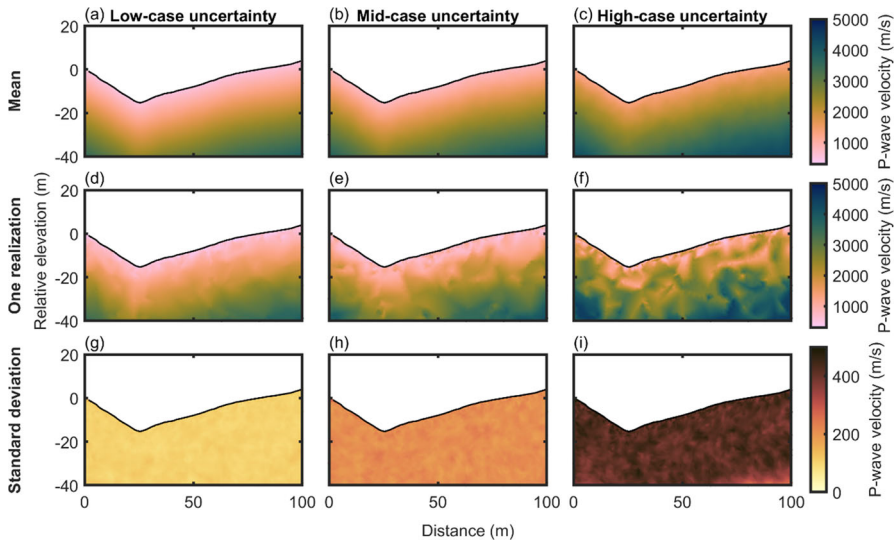 (a) Low-case uncertainty
(b) Mid-case uncertainty
(c) High-case uncertainty
Mean
20
0
-20
-40
5000
4000
3000
2000
1000
P-wave velocity (m/s)
(d)
(e)
(f)
One realization
Relative elevation (m)
20
0
-20
-40
5000
4000
3000
2000
1000
P-wave velocity (m/s)
(g)
(h)
(i)
Standard deviation
20
0
-20
-40
0
50
100
0
50
100
0
50
100
400
200
0
P-wave velocity (m/s)
Distance (m)